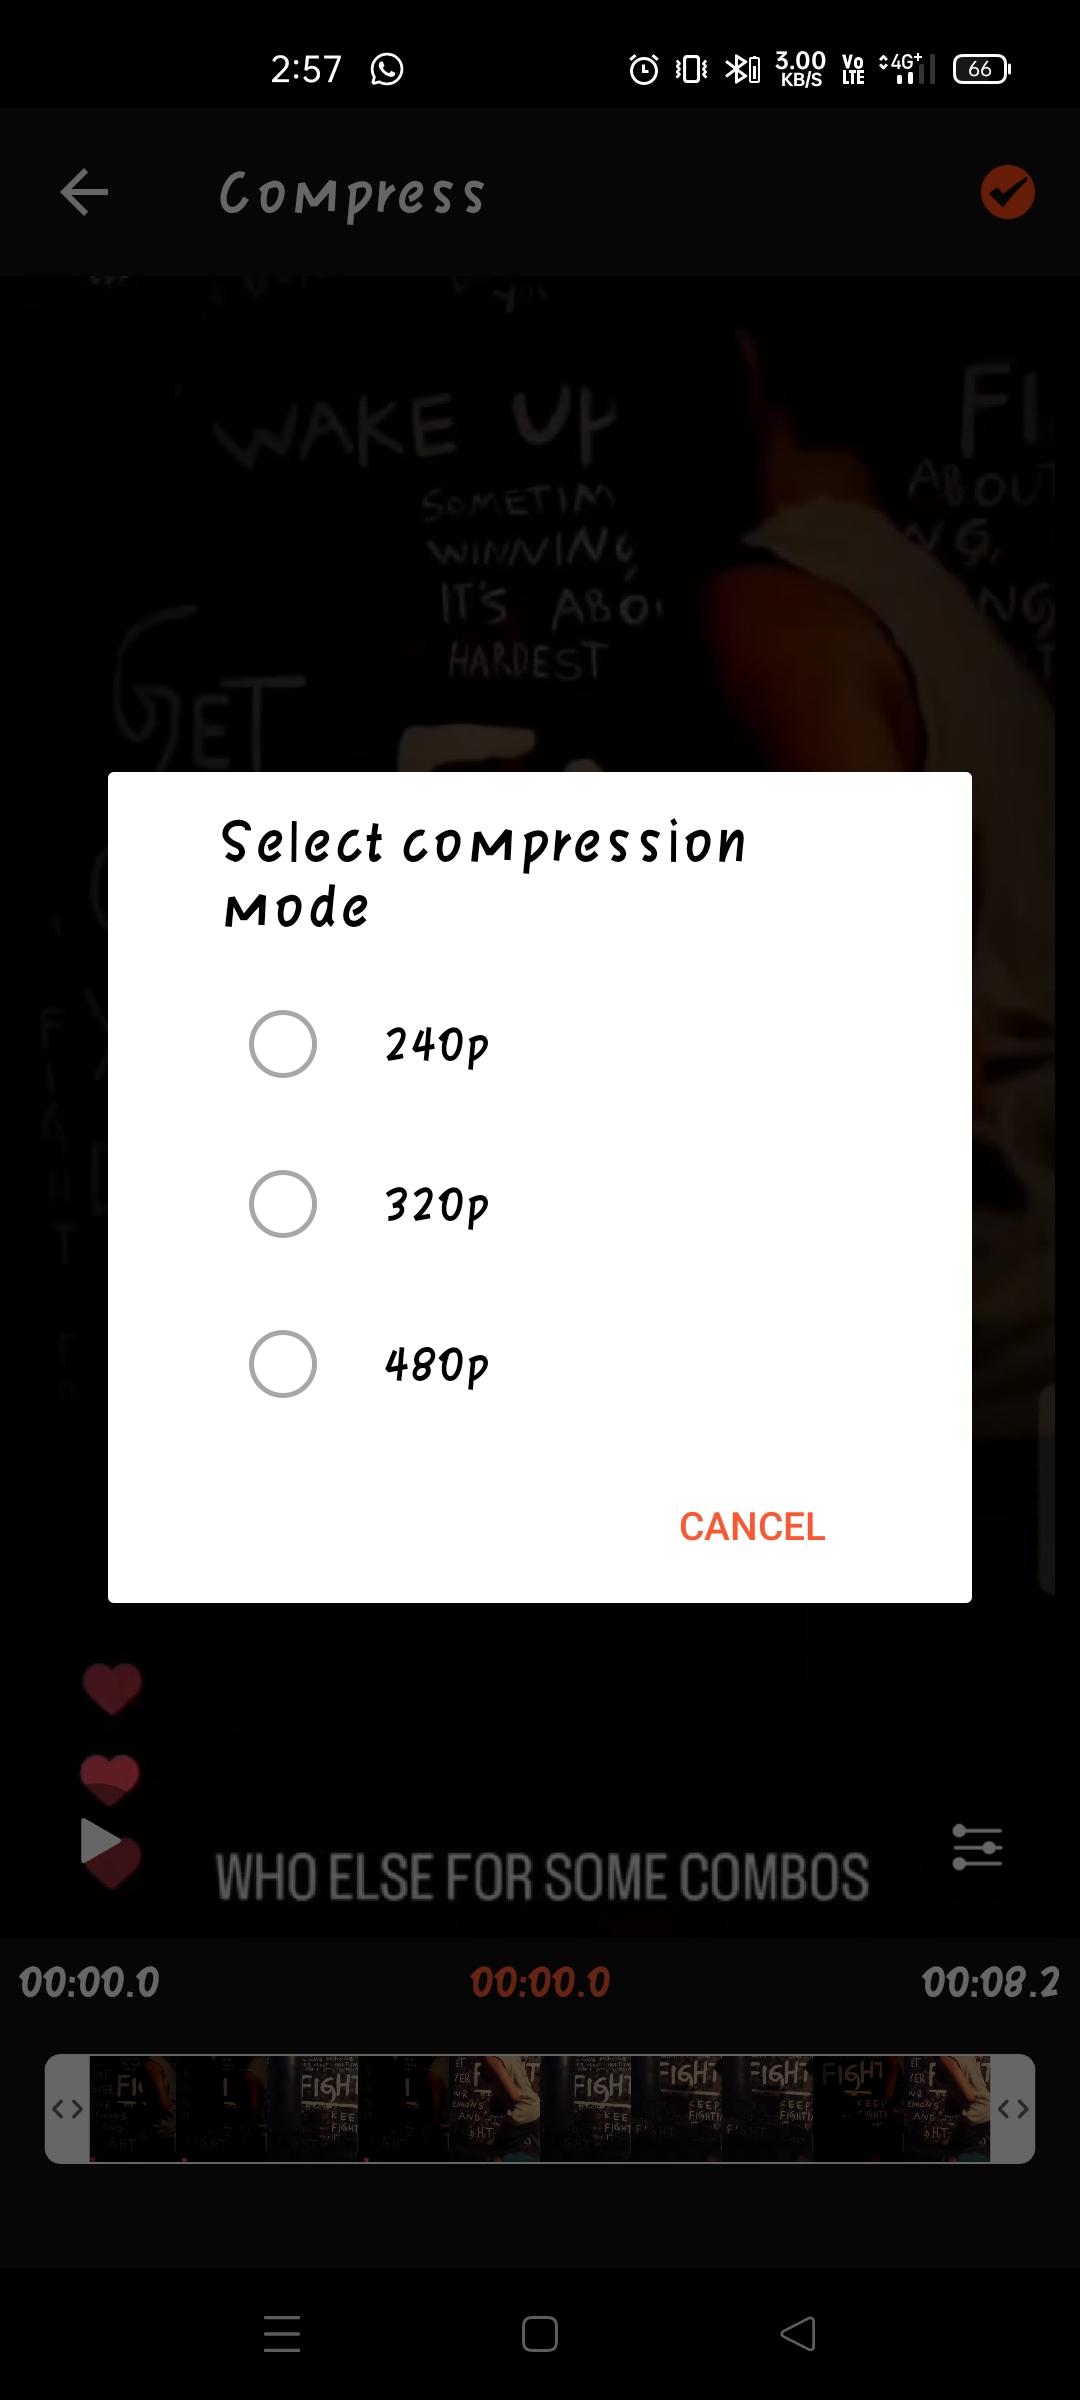 2:57
3.00 KB/S
Vo LTE
4G+
66
Compress
WAKE UP
FI
SOMETIM
ABOU
WINNING
NG,
IT'S ABO
NG
HARDEST
GET
Select compression
mode
240p
320p
480p
CANCEL
WHO ELSE FOR SOME COMBOS
00:00.0
00:00.0
00:08.2